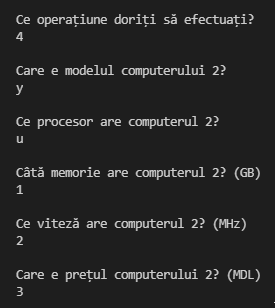 Ce operațiune doriți să efectuați?
4
Care e modelul computerului 2?
y
Ce procesor are computerul 2?
u
Câtă memorie are computerul 2? (GB)
1
Ce viteză are computerul 2? (MHz)
2
Care e prețul computerului 2? (MDL)
3